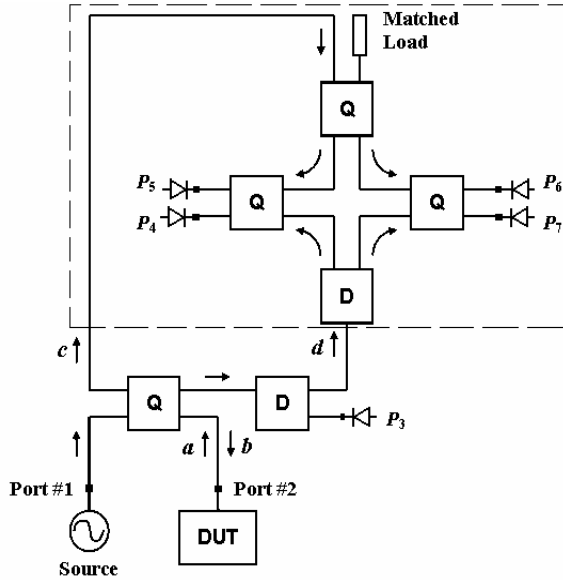 Matched
Load
Q
P5
P4
Q
Q
P6
P7
D
c
d
Q
D
P3
a
b
Port #1
Port #2
DUT
Source